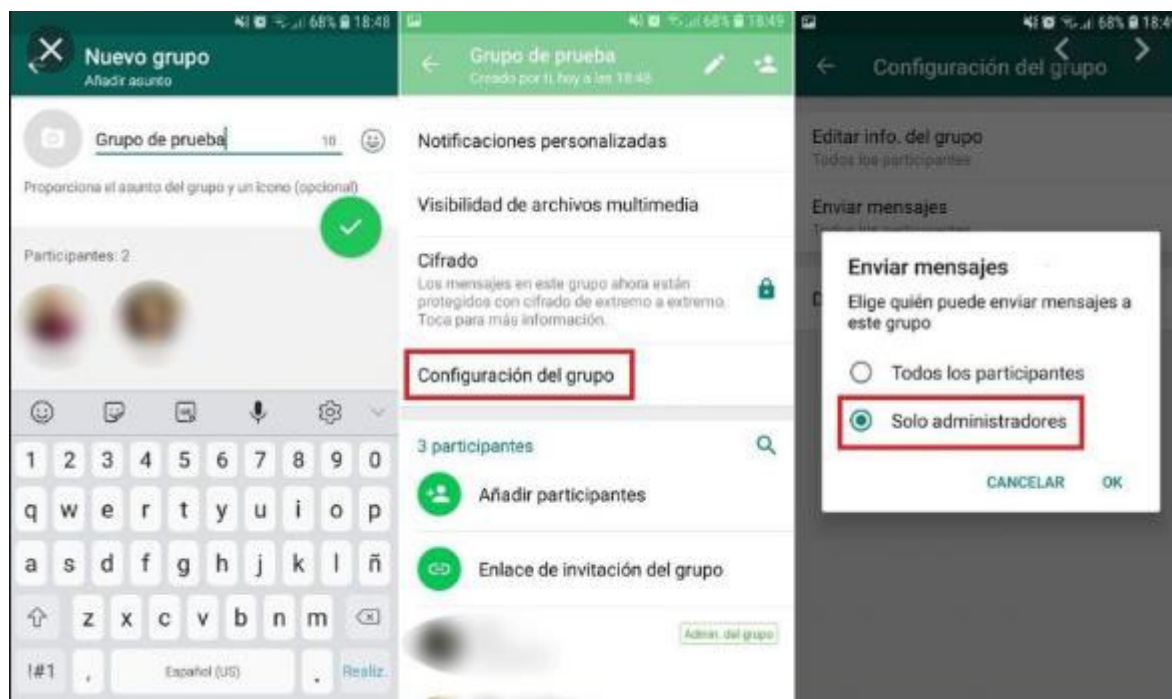 68% 18:48
Nuevo grupo
Añadir asunto
Grupo de prueba 10
Proporciona el asunto del grupo y un ícono (opcional)
Participantes: 2
1 2 3 4 5 6 7 8 9 0
q w e r t y u i o p
a s d f g h j k l ñ
z x c v b n m
!#1 , Español (US) . Realiz.
68% 18:49
Grupo de prueba
Creado por ti, hoy a las 18:48
Notificaciones personalizadas
Visibilidad de archivos multimedia
Cifrado
Los mensajes en este grupo ahora están
protegidos con cifrado de extremo a extremo.
Toca para más información.
Configuración del grupo
3 participantes
Añadir participantes
Enlace de invitación del grupo
Admin. del grupo
68% 18:4
Configuración del grupo
Editar info. del grupo
Todos los participantes
Enviar mensajes
Enviar mensajes
Elige quién puede enviar mensajes a
este grupo
Todos los participantes
Solo administradores
CANCELAR OK